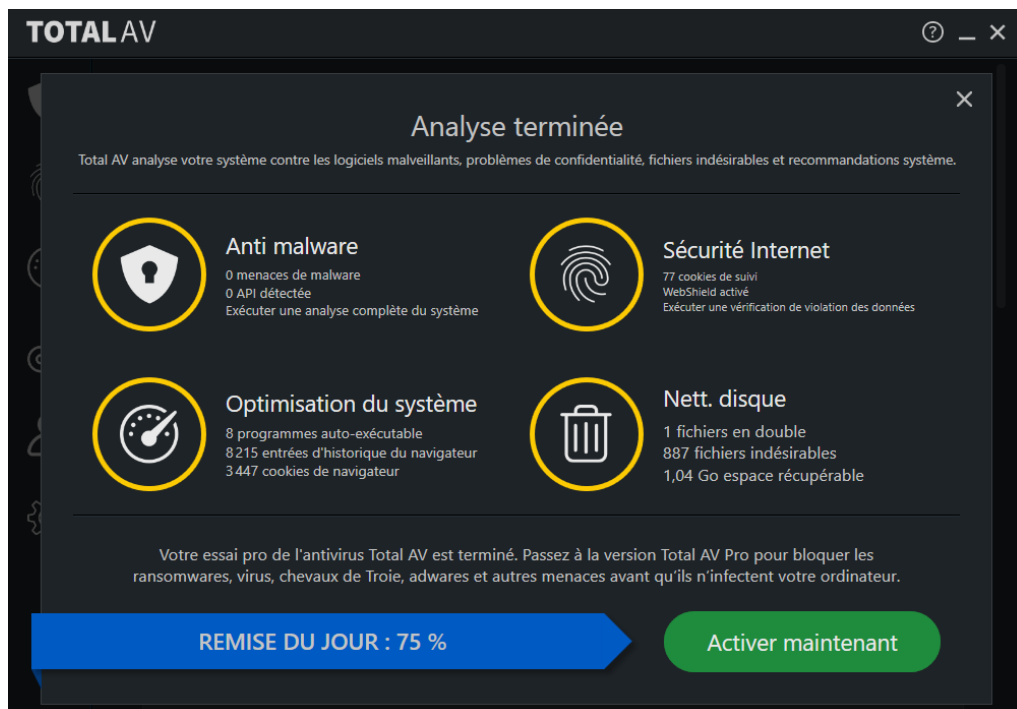 TOTAL AV
Analyse terminée
Total AV analyse votre système contre les logiciels malveillants, problèmes de confidentialité, fichiers indésirables et recommandations système.
Anti malware
0 menaces de malware
0 API détectée
Exécuter une analyse complète du système
Sécurité Internet
77 cookies de suivi
WebShield activé
Exécuter une vérification de violation des données
Optimisation du système
8 programmes auto-exécutable
8 215 entrées d'historique du navigateur
3 447 cookies de navigateur
Nett. disque
1 fichiers en double
887 fichiers indésirables
1,04 Go espace récupérable
Votre essai pro de l'antivirus Total AV est terminé. Passez à la version Total AV Pro pour bloquer les
ransomwares, virus, chevaux de Troie, adwares et autres menaces avant qu’ils n’infectent votre ordinateur.
REMISE DU JOUR : 75 %
Activer maintenant